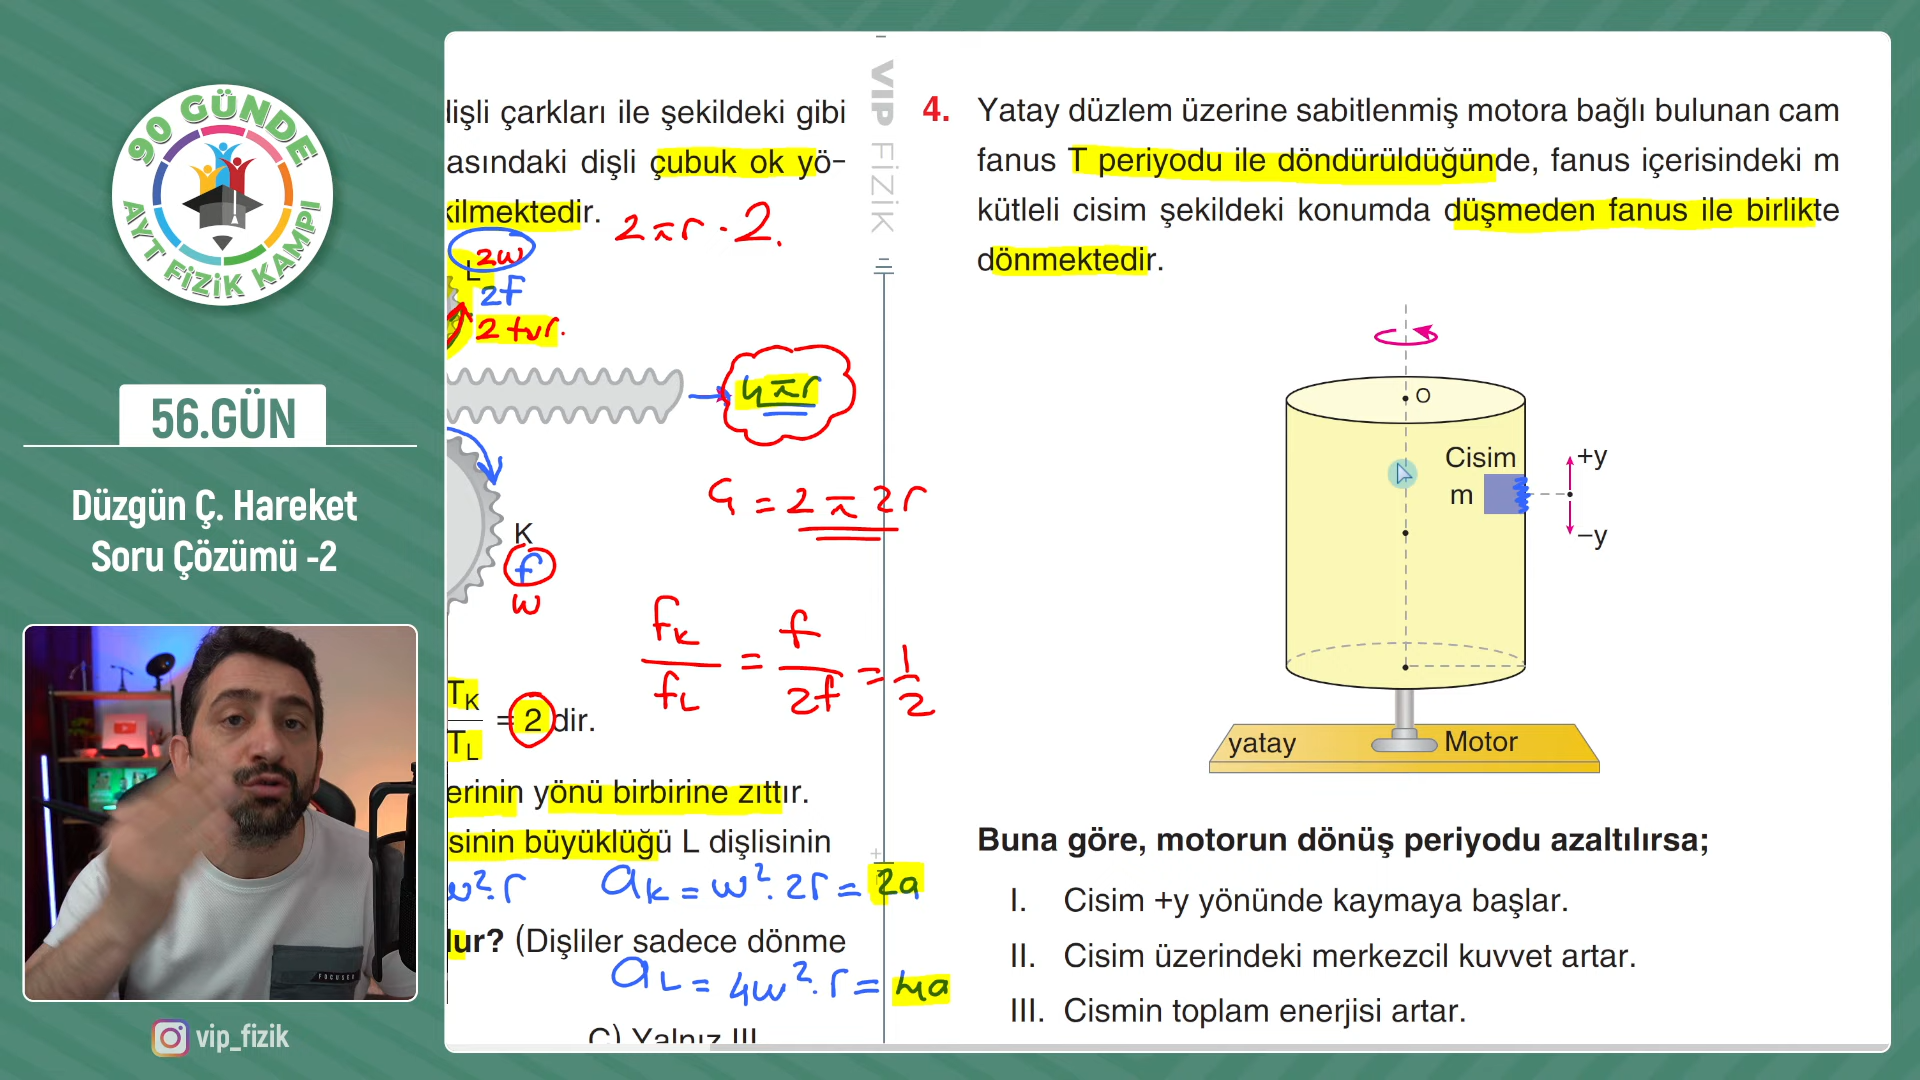 90 GÜNDE
AYT FİZİK KAMPI
56.GÜN
Düzgün Ç. Hareket
Soru Çözümü -2
FOCUSED
vip_fizik
dişli çarkları ile şekildeki gibi
asındaki dişli çubuk ok yö-
kilmektedir.
2πr · 2.
2w
L
2f
2 tur.
4πr
G = 2π2r
K
f
w
fK / fL = f / 2f = 1/2
TK / TL = 2 dir.
erinin yönü birbirine zıttır.
sinin büyüklüğü L dişlisinin
w².r
aK = w².2r = 2a
lur? (Dişliler sadece dönme
aL = 4w².r = 4a
C) Yalnız III
VIP FİZİK
4. Yatay düzlem üzerine sabitlenmiş motora bağlı bulunan cam
fanus T periyodu ile döndürüldüğünde, fanus içerisindeki m
kütleli cisim şekildeki konumda düşmeden fanus ile birlikte
dönmektedir.
O
Cisim
m
+y
−y
yatay
Motor
Buna göre, motorun dönüş periyodu azaltılırsa;
I. Cisim +y yönünde kaymaya başlar.
II. Cisim üzerindeki merkezcil kuvvet artar.
III. Cismin toplam enerjisi artar.